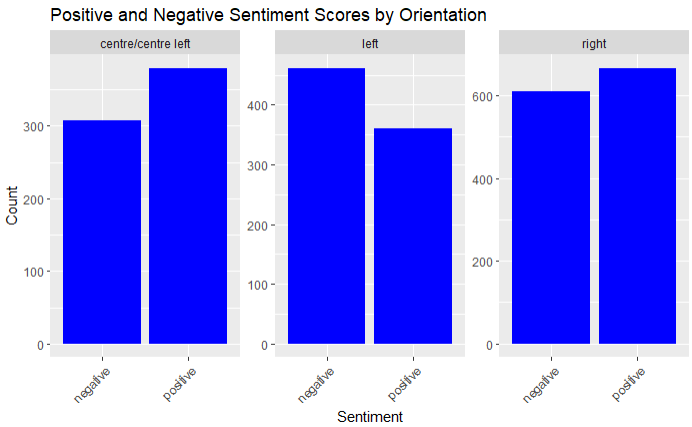 Positive and Negative Sentiment Scores by Orientation
centre/centre left
left
right
Count
300
200
100
0
400
300
200
100
0
600
400
200
0
negative
positive
negative
positive
negative
positive
Sentiment